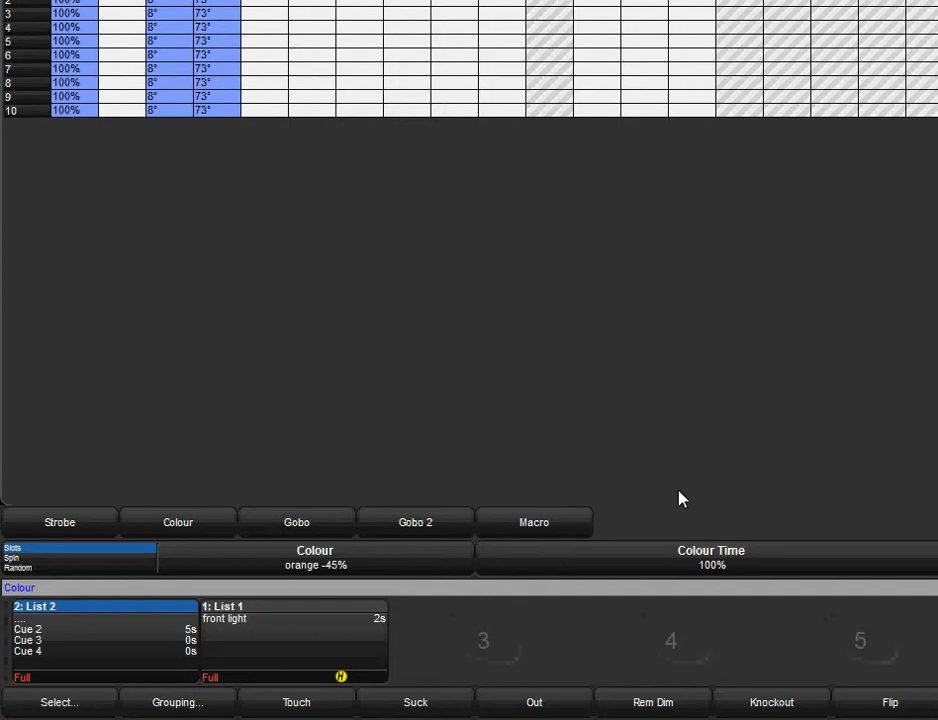 2 100% 8° 73°
3 100% 8° 73°
4 100% 8° 73°
5 100% 8° 73°
6 100% 8° 73°
7 100% 8° 73°
8 100% 8° 73°
9 100% 8° 73°
10 100% 8° 73°
Strobe Colour Gobo Gobo 2 Macro
Slots
Spin
Random
Colour
orange -45%
Colour Time
100%
Colour
2: List 2
....
Cue 2 5s
Cue 3 0s
Cue 4 0s
Full
1: List 1
front light 2s
Full H
3 4 5
Select... Grouping... Touch Suck Out Rem Dim Knockout Flip